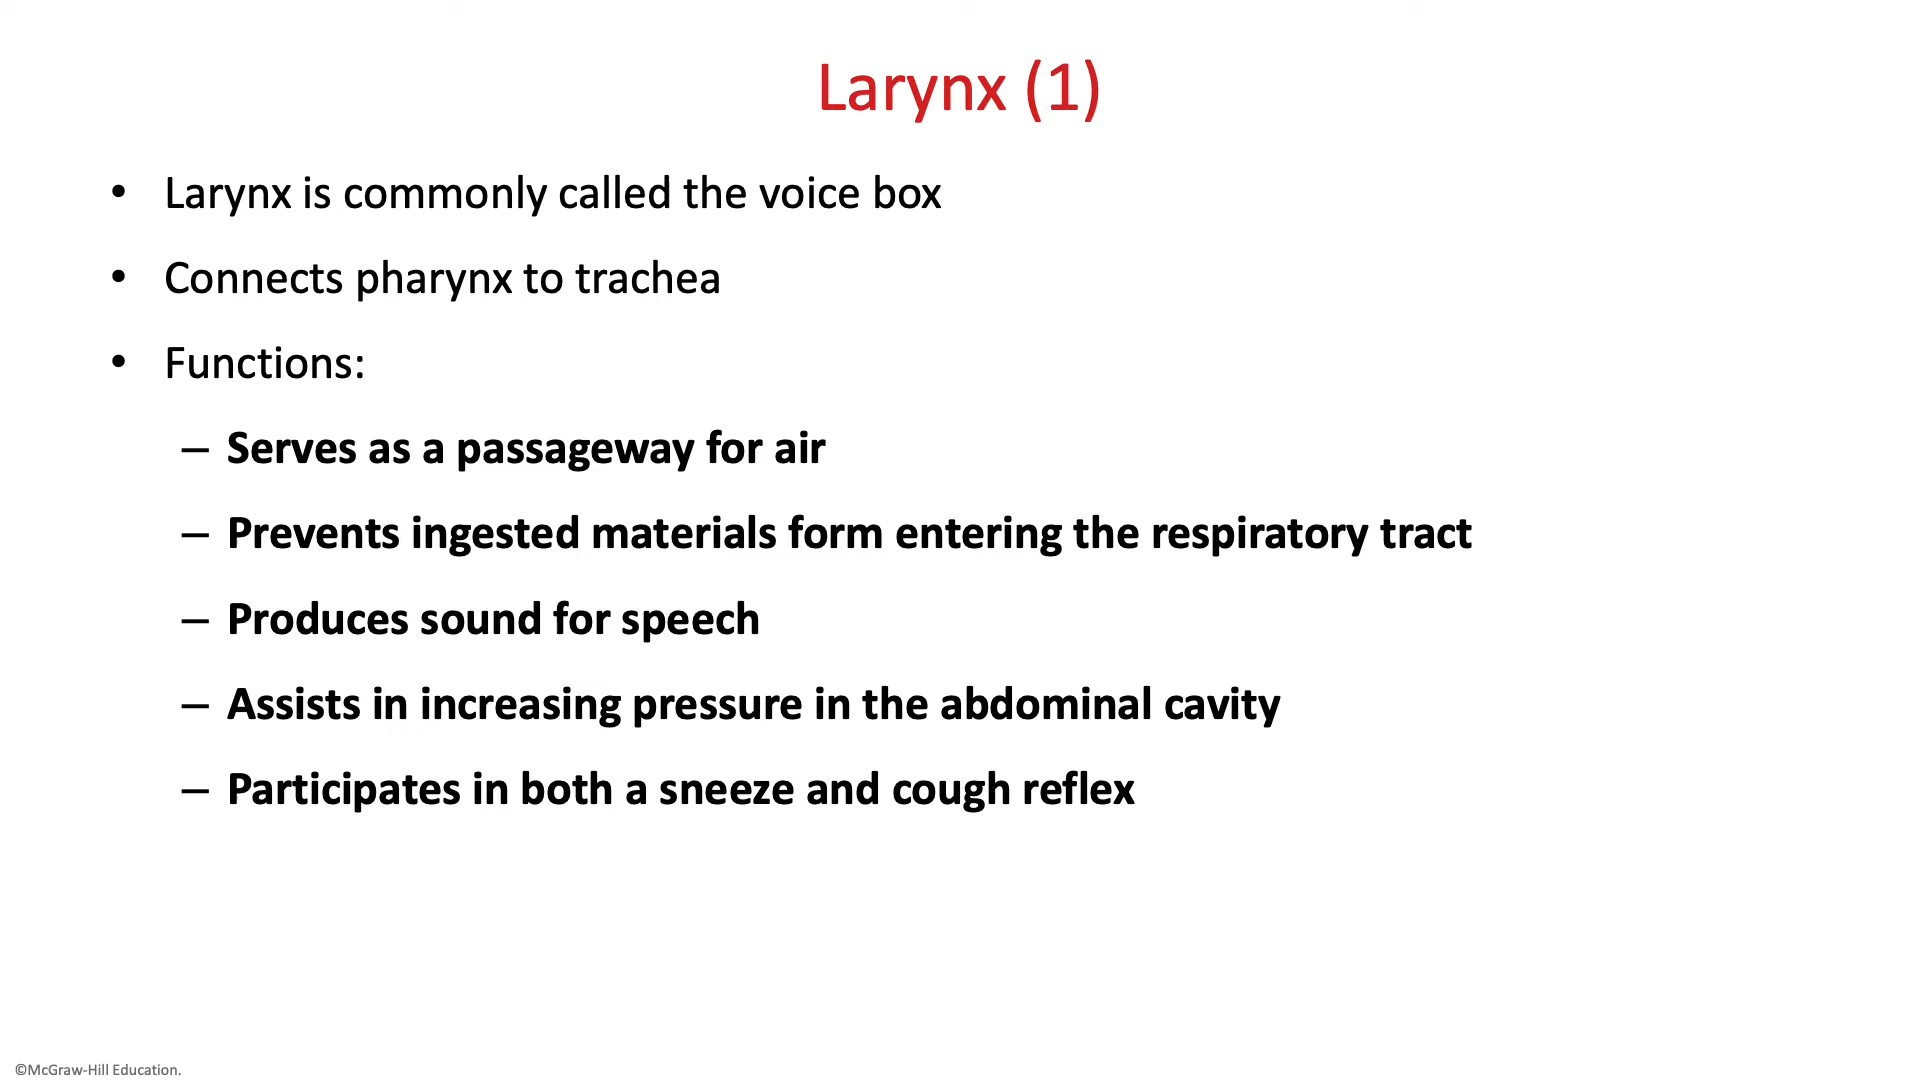 Larynx (1)
• Larynx is commonly called the voice box
• Connects pharynx to trachea
• Functions:
– Serves as a passageway for air
– Prevents ingested materials form entering the respiratory tract
– Produces sound for speech
– Assists in increasing pressure in the abdominal cavity
– Participates in both a sneeze and cough reflex
©McGraw-Hill Education.